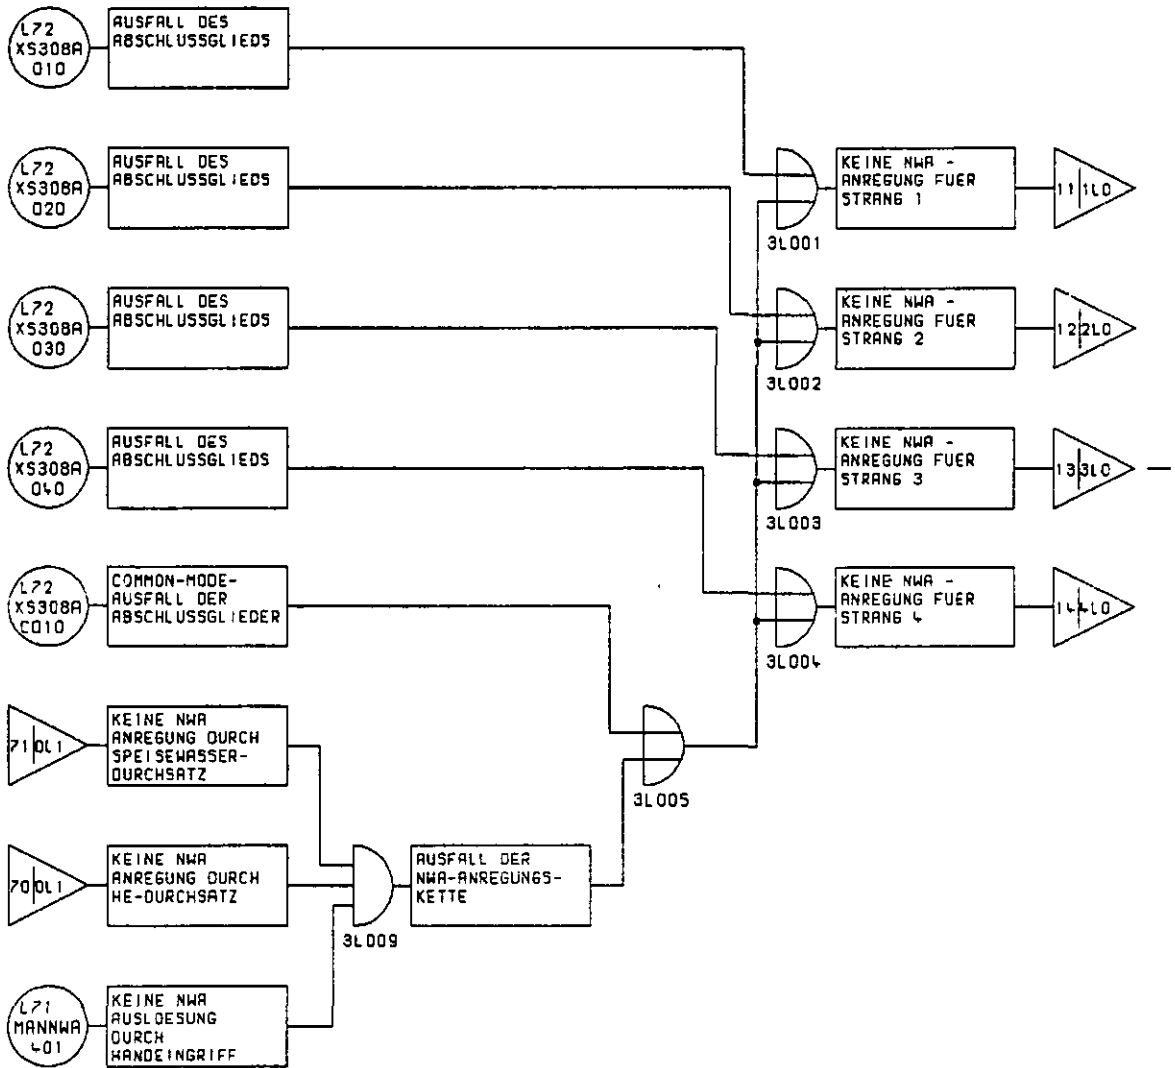 L72
XS308A
010
AUSFALL DES
ABSCHLUSSGLIEDS
L72
XS308A
020
AUSFALL DES
ABSCHLUSSGLIEDS
3L001
KEINE NWA -
ANREGUNG FUER
STRANG 1
11 1L0
L72
XS308A
030
AUSFALL DES
ABSCHLUSSGLIEDS
3L002
KEINE NWA -
ANREGUNG FUER
STRANG 2
12 2L0
L72
XS308A
040
AUSFALL DES
ABSCHLUSSGLIEDS
3L003
KEINE NWA -
ANREGUNG FUER
STRANG 3
13 3L0
L72
XS308A
C010
COMMON-MODE-
AUSFALL DER
ABSCHLUSSGLIEDER
3L004
KEINE NWA -
ANREGUNG FUER
STRANG 4
14 4L0
71 0L1
KEINE NWA
ANREGUNG DURCH
SPEISEWASSER-
DURCHSATZ
3L005
70 0L1
KEINE NWA
ANREGUNG DURCH
HE-DURCHSATZ
3L009
AUSFALL DER
NWA-ANREGUNGS-
KETTE
L71
MANNWA
401
KEINE NWA
AUSLOESUNG
DURCH
HANDEINGRIFF